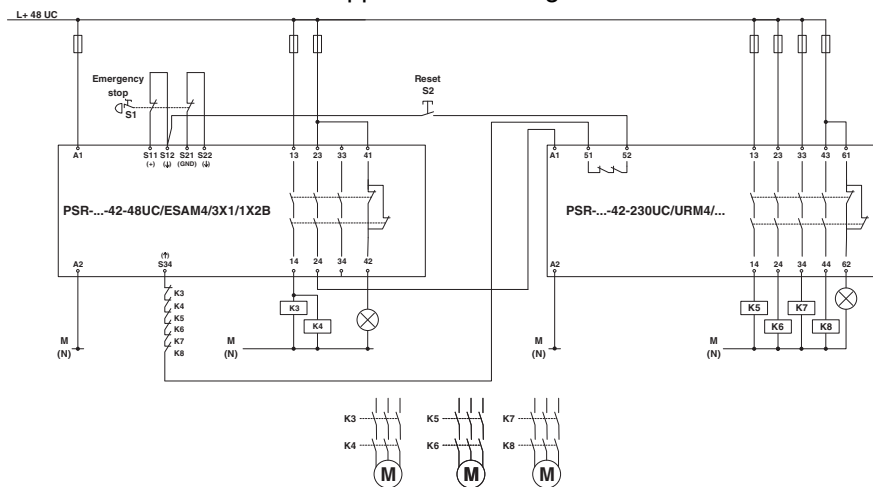 L+ 48 UC
Emergency
stop
S1
Reset
S2
A1 S11 S12 S21 S22 13 23 33 41
(+) (↓) (GND) (↓)
A1 51 52 13 23 33 43 61
PSR-...-42-48UC/ESAM4/3X1/1X2B
PSR-...-42-230UC/URM4/...
(↑)
A2 S34 14 24 34 42
A2 14 24 34 44 62
K3
K4
K5
K6
K7
K8
K3
K4
K5
K6
K7
K8
M
(N)
M
(N)
M
(N)
M
(N)
K3 K5 K7
K4 K6 K8
M M M